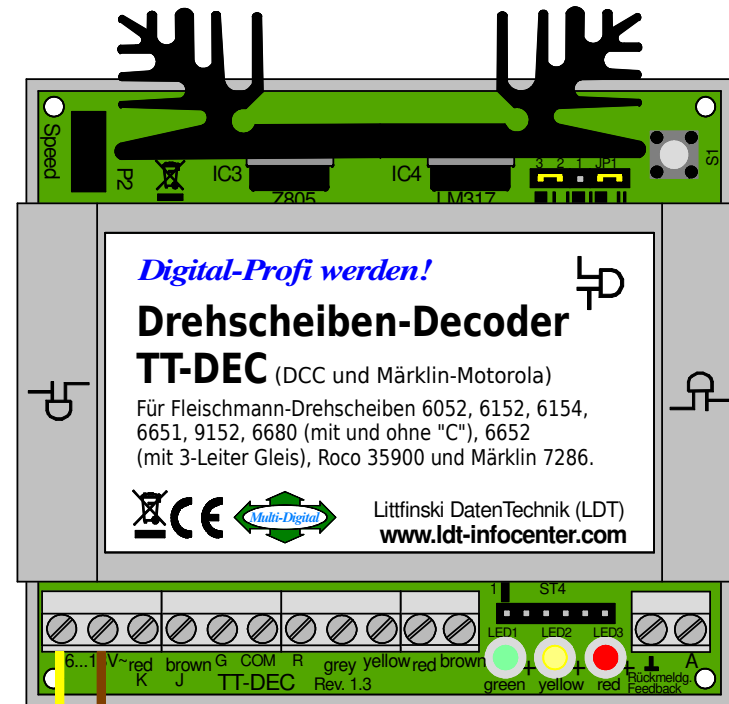 Speed
P2
IC3
7805
IC4
LM317
3 2 1 JP1
S1
Digital-Profi werden!
Drehscheiben-Decoder
TT-DEC (DCC und Märklin-Motorola)
Für Fleischmann-Drehscheiben 6052, 6152, 6154,
6651, 9152, 6680 (mit und ohne "C"), 6652
(mit 3-Leiter Gleis), Roco 35900 und Märklin 7286.
CE
Multi-Digital
Littfinski DatenTechnik (LDT)
www.ldt-infocenter.com
1 ST4
LED1 LED2 LED3
V~ red brown G COM R grey yellow red brown
K J TT-DEC Rev. 1.3
+ + +
green yellow red
A
Rückmeldg.
Feedback